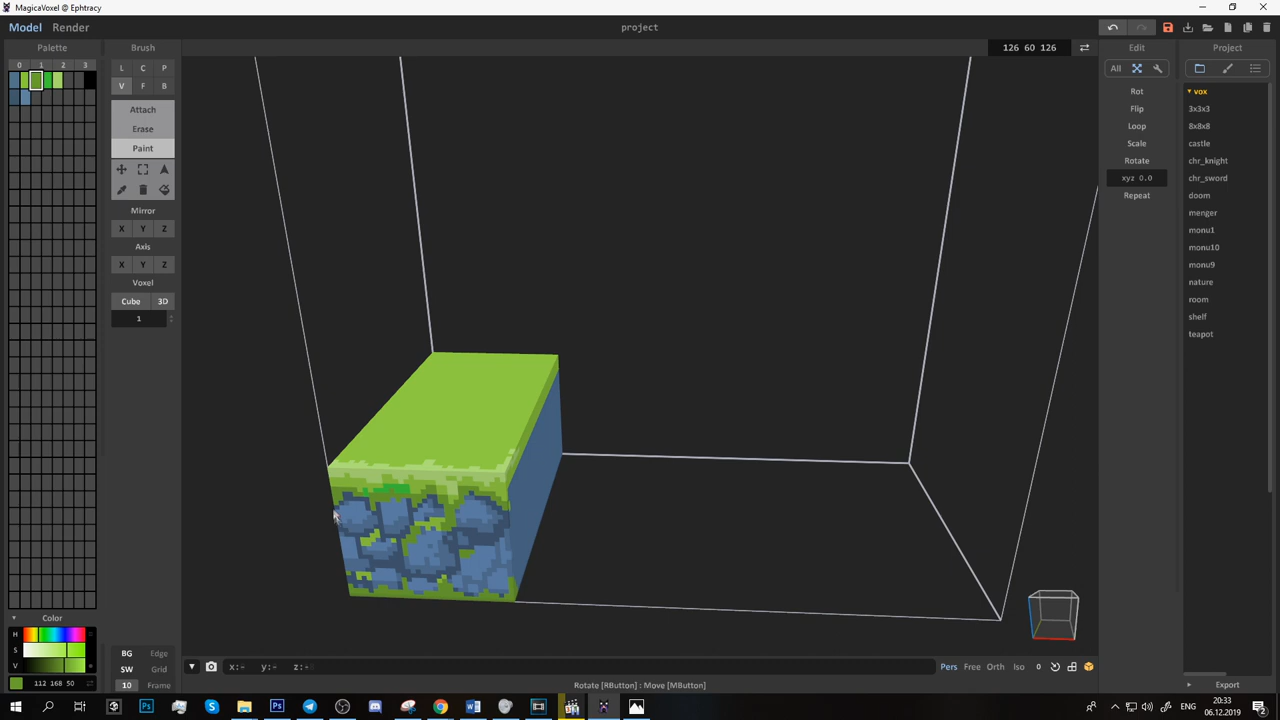 MagicaVoxel @ Ephtracy
Model Render
project
Palette
0 1 2 3
Brush
L C P
V F B
Attach
Erase
Paint
Mirror
X Y Z
Axis
X Y Z
Voxel
Cube 3D
1
126 60 126
Edit
All
Rot
Flip
Loop
Scale
Rotate
xyz 0.0
Repeat
Project
vox
3x3x3
8x8x8
castle
chr_knight
chr_sword
doom
menger
monu1
monu10
monu9
nature
room
shelf
teapot
Export
Color
H
S
V
112 168 50
BG Edge
SW Grid
10 Frame
x:- y:- z:-
Pers Free Orth Iso 0
Rotate [RButton] : Move [MButton]
ENG
20:33
06.12.2019